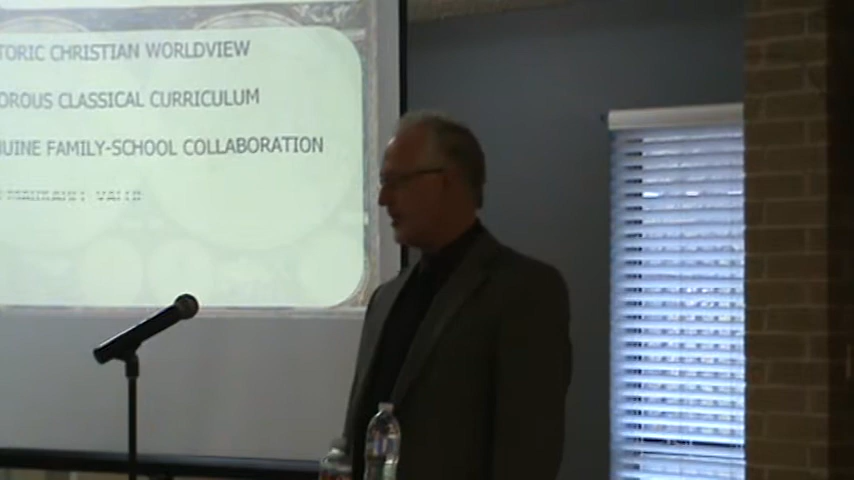 TORIC CHRISTIAN WORLDVIEW
OROUS CLASSICAL CURRICULUM
UINE FAMILY-SCHOOL COLLABORATION